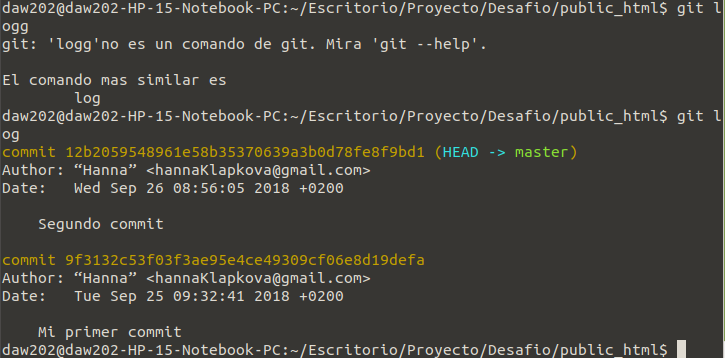 daw202@daw202-HP-15-Notebook-PC:~/Escritorio/Proyecto/Desafio/public_html$ git l
ogg
git: 'logg'no es un comando de git. Mira 'git --help'.
El comando mas similar es
log
daw202@daw202-HP-15-Notebook-PC:~/Escritorio/Proyecto/Desafio/public_html$ git l
og
commit 12b2059548961e58b35370639a3b0d78fe8f9bd1 (HEAD -> master)
Author: “Hanna” <hannaKlapkova@gmail.com>
Date:   Wed Sep 26 08:56:05 2018 +0200
Segundo commit
commit 9f3132c53f03f3ae95e4ce49309cf06e8d19defa
Author: “Hanna” <hannaKlapkova@gmail.com>
Date:   Tue Sep 25 09:32:41 2018 +0200
Mi primer commit
daw202@daw202-HP-15-Notebook-PC:~/Escritorio/Proyecto/Desafio/public_html$